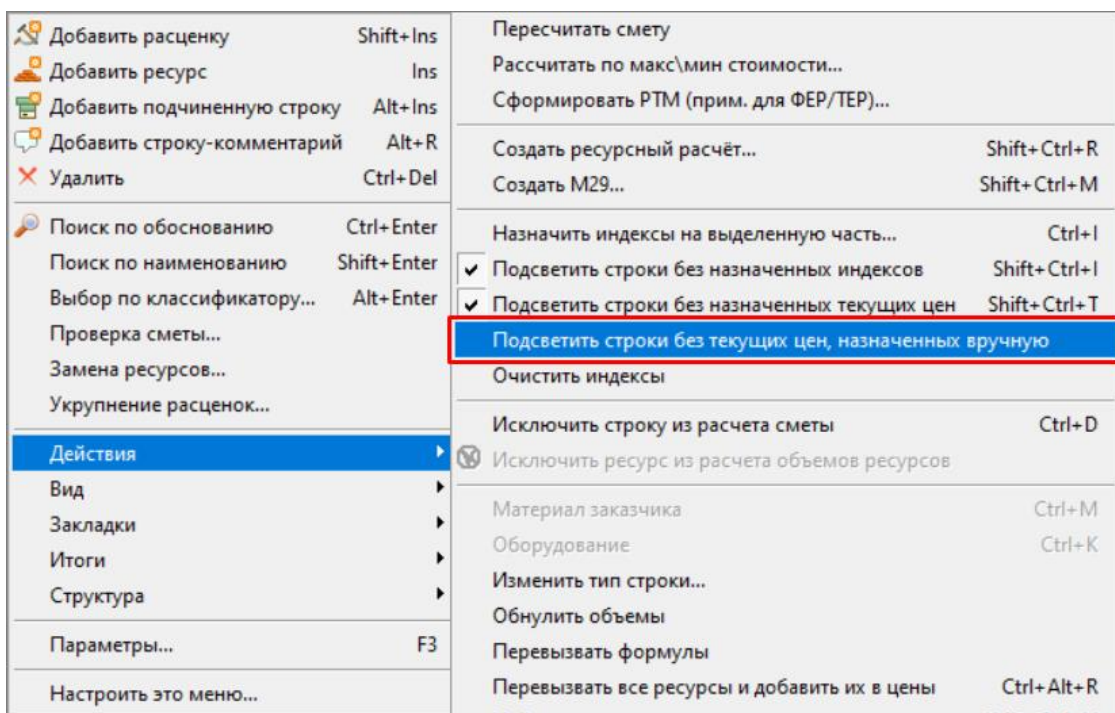 Добавить расценку Shift+Ins
Добавить ресурс Ins
Добавить подчиненную строку Alt+Ins
Добавить строку-комментарий Alt+R
Удалить Ctrl+Del
Поиск по обоснованию Ctrl+Enter
Поиск по наименованию Shift+Enter
Выбор по классификатору... Alt+Enter
Проверка сметы...
Замена ресурсов...
Укрупнение расценок...
Действия
Вид
Закладки
Итоги
Структура
Параметры... F3
Настроить это меню...
Пересчитать смету
Рассчитать по макс\мин стоимости...
Сформировать РТМ (прим. для ФЕР/ТЕР)...
Создать ресурсный расчёт... Shift+Ctrl+R
Создать М29... Shift+Ctrl+M
Назначить индексы на выделенную часть... Ctrl+I
Подсветить строки без назначенных индексов Shift+Ctrl+I
Подсветить строки без назначенных текущих цен Shift+Ctrl+T
Подсветить строки без текущих цен, назначенных вручную
Очистить индексы
Исключить строку из расчета сметы Ctrl+D
Исключить ресурс из расчета объемов ресурсов
Материал заказчика Ctrl+M
Оборудование Ctrl+K
Изменить тип строки...
Обнулить объемы
Перевызвать формулы
Перевызвать все ресурсы и добавить их в цены Ctrl+Alt+R